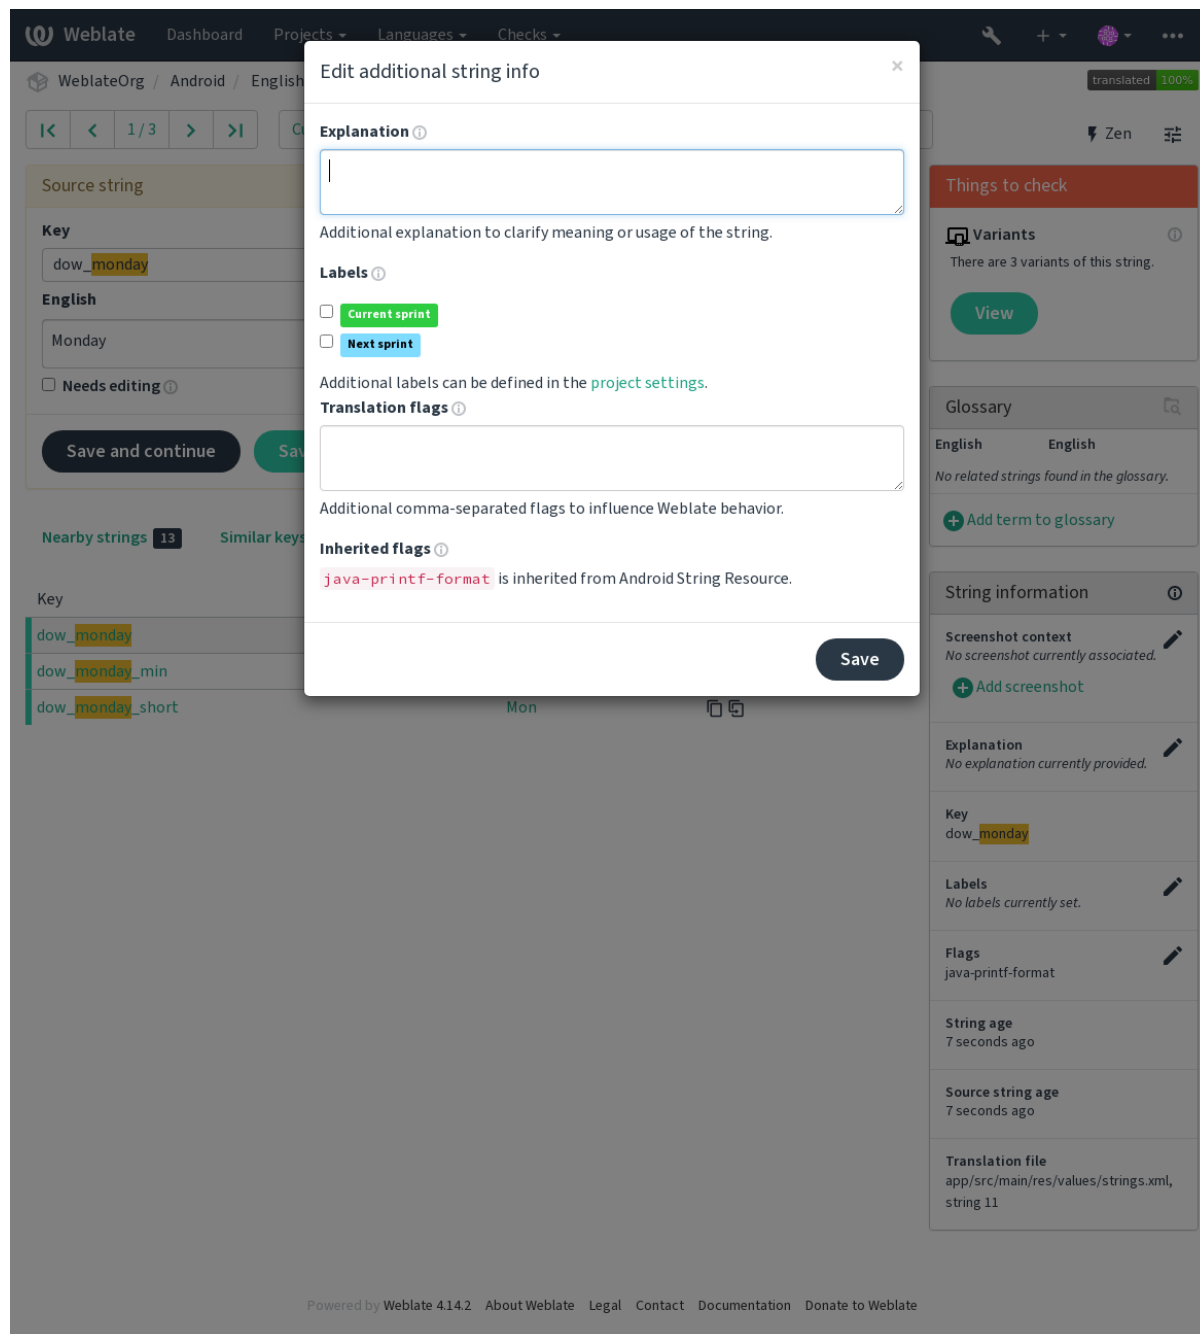 Weblate Dashboard Projects Languages Checks
WeblateOrg / Android / English
translated 100%
1 / 3
Zen
Edit additional string info
×
Explanation
Additional explanation to clarify meaning or usage of the string.
Labels
Current sprint
Next sprint
Additional labels can be defined in the project settings.
Translation flags
Additional comma-separated flags to influence Weblate behavior.
Inherited flags
java-printf-format is inherited from Android String Resource.
Save
Source string
Key
dow_monday
English
Monday
Needs editing
Save and continue
Nearby strings 13 Similar keys
Key
dow_monday
dow_monday_min
dow_monday_short Mon
Things to check
Variants
There are 3 variants of this string.
View
Glossary
English English
No related strings found in the glossary.
Add term to glossary
String information
Screenshot context
No screenshot currently associated.
Add screenshot
Explanation
No explanation currently provided.
Key
dow_monday
Labels
No labels currently set.
Flags
java-printf-format
String age
7 seconds ago
Source string age
7 seconds ago
Translation file
app/src/main/res/values/strings.xml,
string 11
Powered by Weblate 4.14.2 About Weblate Legal Contact Documentation Donate to Weblate